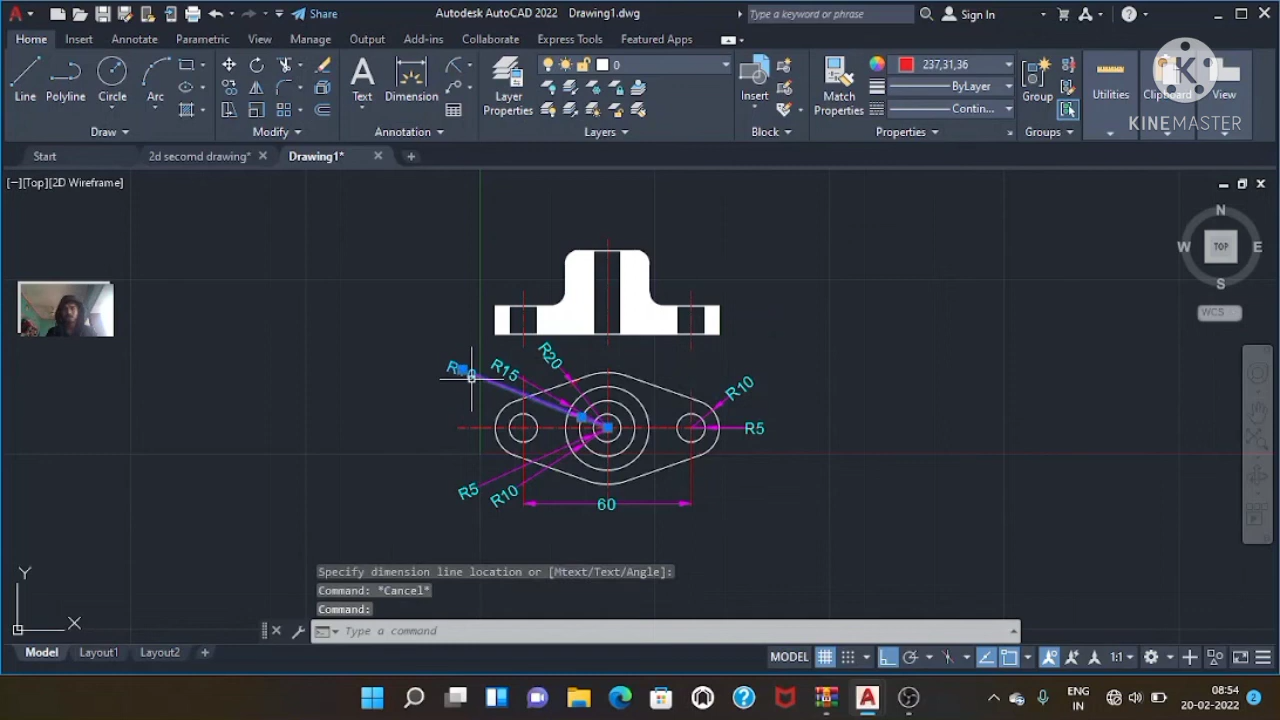 Share
Autodesk AutoCAD 2022 Drawing1.dwg
Type a keyword or phrase
Sign In
Home Insert Annotate Parametric View Manage Output Add-ins Collaborate Express Tools Featured Apps
Line Polyline Circle Arc
Text Dimension
Layer Properties
0
Insert
Match Properties
237,31,36
ByLayer
Contin...
Group
Utilities
Clipboard
View
K
KINEMASTER
Draw Modify Annotation Layers Block Properties Groups
Start 2d secomd drawing* Drawing1*
[−][Top][2D Wireframe]
N
W TOP E
S
WCS
R20
R15
R10
R5
R5
R10
60
Y
X
Specify dimension line location or [Mtext/Text/Angle]:
Command: *Cancel*
Command:
Type a command
Model Layout1 Layout2
MODEL
1:1
ENG
IN
08:54
20-02-2022
2